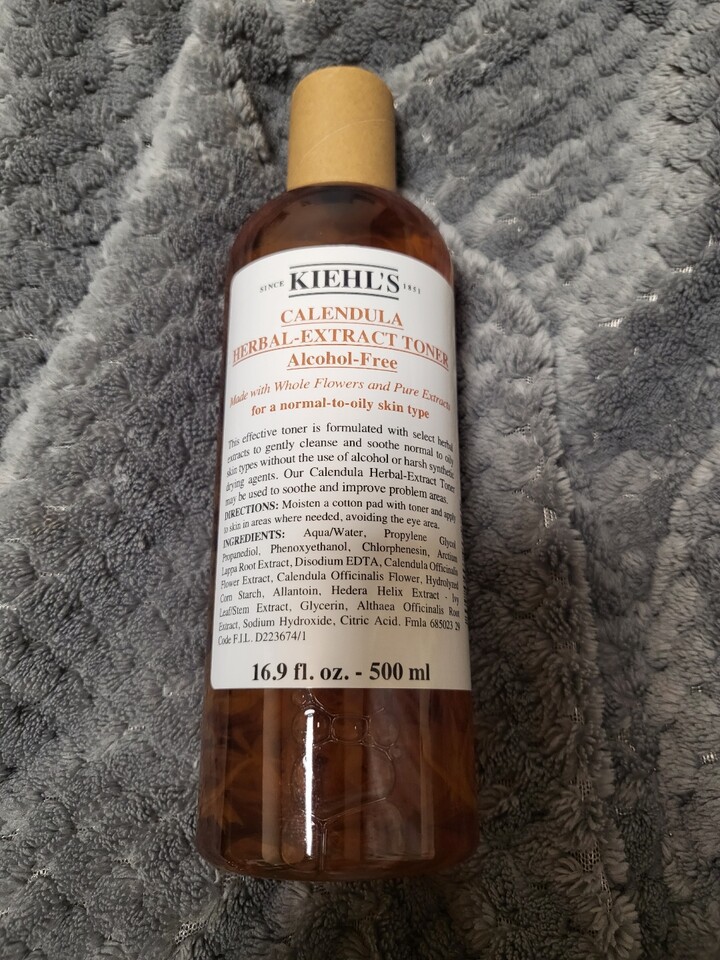 SINCE KIEHL'S 1851
CALENDULA
HERBAL-EXTRACT TONER
Alcohol-Free
Made with Whole Flowers and Pure Extracts
for a normal-to-oily skin type
This effective toner is formulated with select herbal
extracts to gently cleanse and soothe normal to oily
skin types without the use of alcohol or harsh synthetic
drying agents. Our Calendula Herbal-Extract Toner
may be used to soothe and improve problem areas.
DIRECTIONS: Moisten a cotton pad with toner and apply
to skin in areas where needed, avoiding the eye area.
INGREDIENTS: Aqua/Water, Propylene Glycol
Propanediol, Phenoxyethanol, Chlorphenesin, Arctium
Lappa Root Extract, Disodium EDTA, Calendula Officinalis
Flower Extract, Calendula Officinalis Flower, Hydrolyzed
Corn Starch, Allantoin, Hedera Helix Extract - Ivy
Leaf/Stem Extract, Glycerin, Althaea Officinalis Root
Extract, Sodium Hydroxide, Citric Acid. Fmla 685023 29
Code F.I.L. D223674/1
16.9 fl. oz. - 500 ml